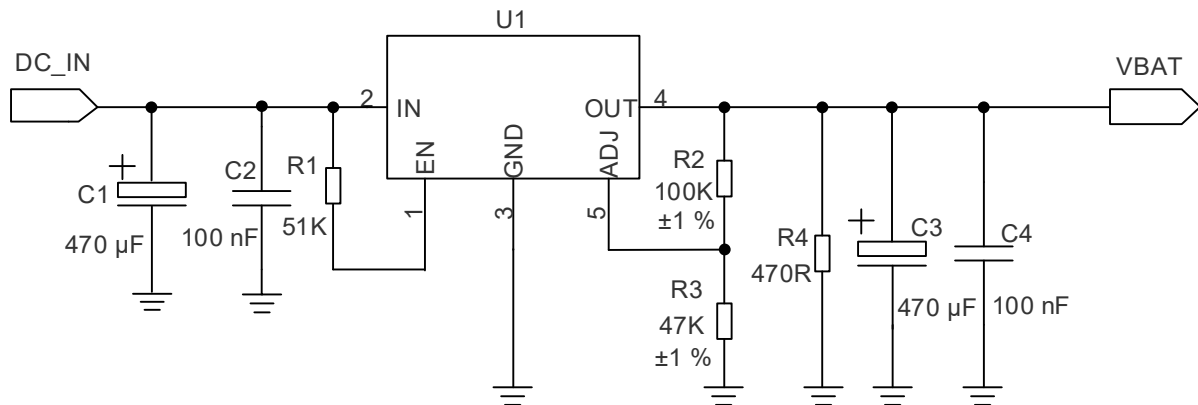 U1
DC_IN
VBAT
2
IN
OUT
4
EN
GND
ADJ
1
3
5
C1
470 µF
C2
100 nF
R1
51K
R2
100K
±1 %
R3
47K
±1 %
R4
470R
C3
470 µF
C4
100 nF